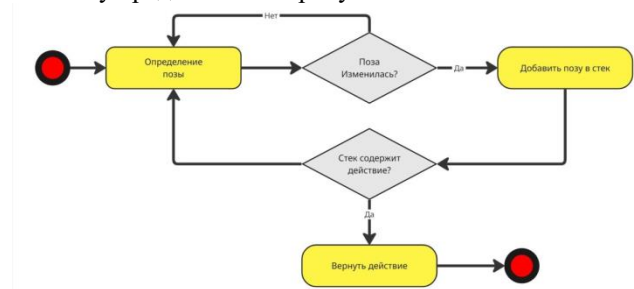 Нет
Определение
позы
Поза
Изменилась?
Да
Добавить позу в стек
Стек содержит
действие?
Да
Вернуть действие